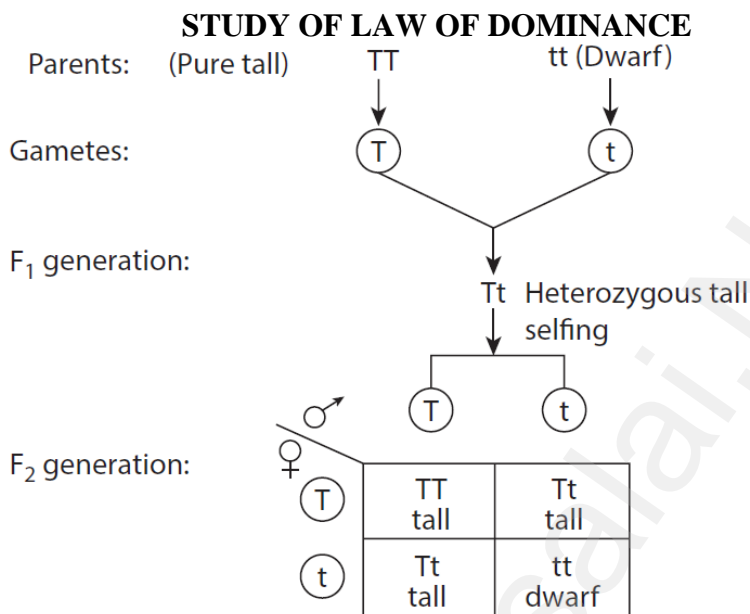 STUDY OF LAW OF DOMINANCE
Parents: (Pure tall) TT tt (Dwarf)
Gametes: T t
F₁ generation:
Tt Heterozygous tall
selfing
T t
F₂ generation:
T TT Tt
tall tall
t Tt tt
tall dwarf